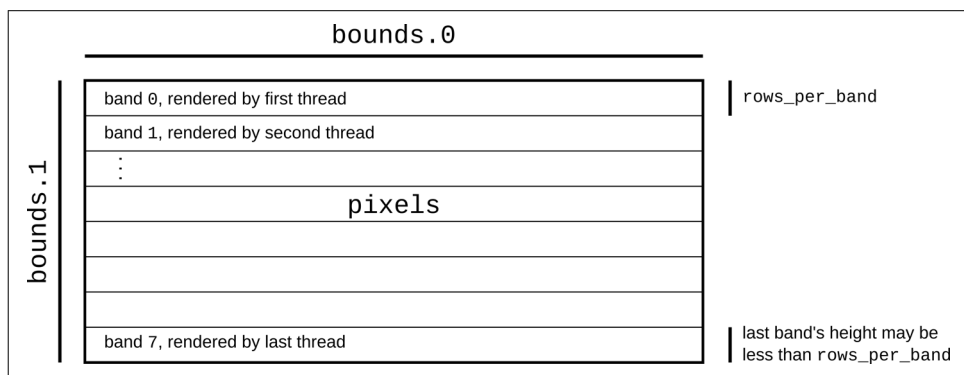 bounds.0
bounds.1
band 0, rendered by first thread
rows_per_band
band 1, rendered by second thread
⋮
pixels
band 7, rendered by last thread
last band's height may be
less than rows_per_band